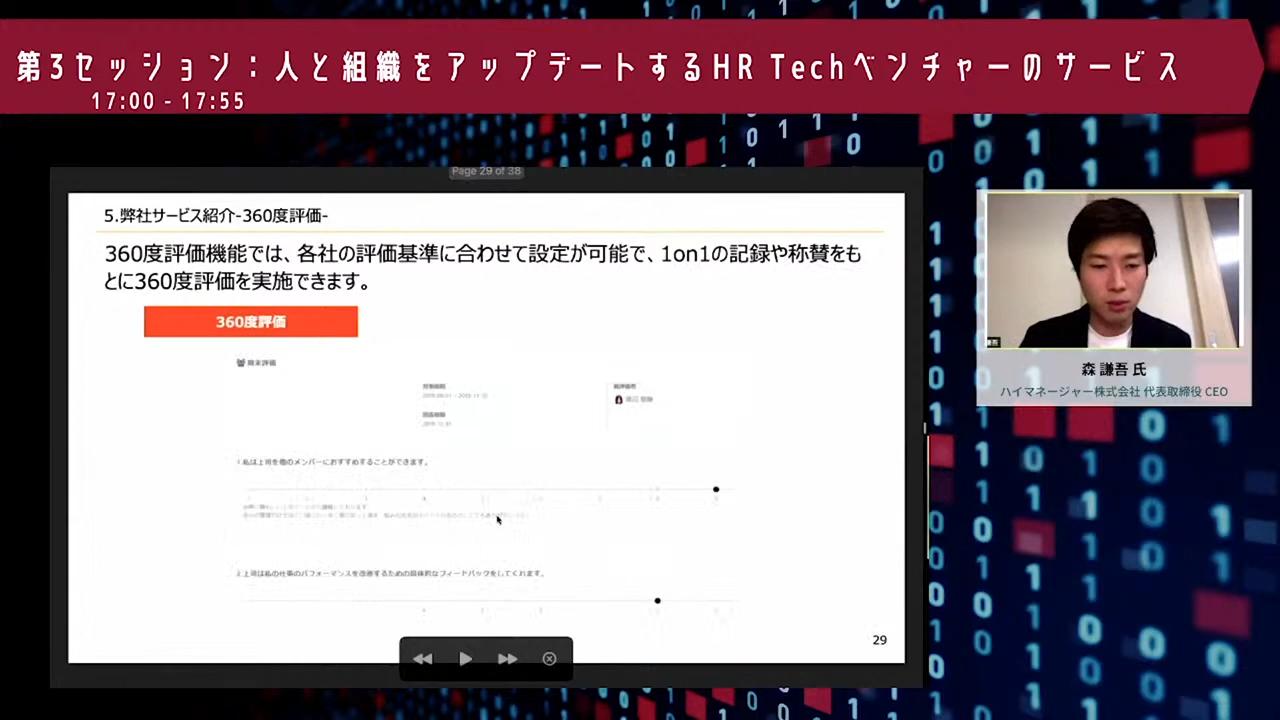 第3セッション：人と組織をアップデートするHR Techベンチャーのサービス
17:00 - 17:55
Page 29 of 38
5.弊社サービス紹介-360度評価-
360度評価機能では、各社の評価基準に合わせて設定が可能で、1on1の記録や称賛をも
とに360度評価を実施できます。
360度評価
期末評価
1.私は上司を他のメンバーにおすすめすることができます。
2.上司は私の仕事のパフォーマンスを改善するための具体的なフィードバックをしてくれます。
29
森 謙吾 氏
ハイマネージャー株式会社 代表取締役 CEO